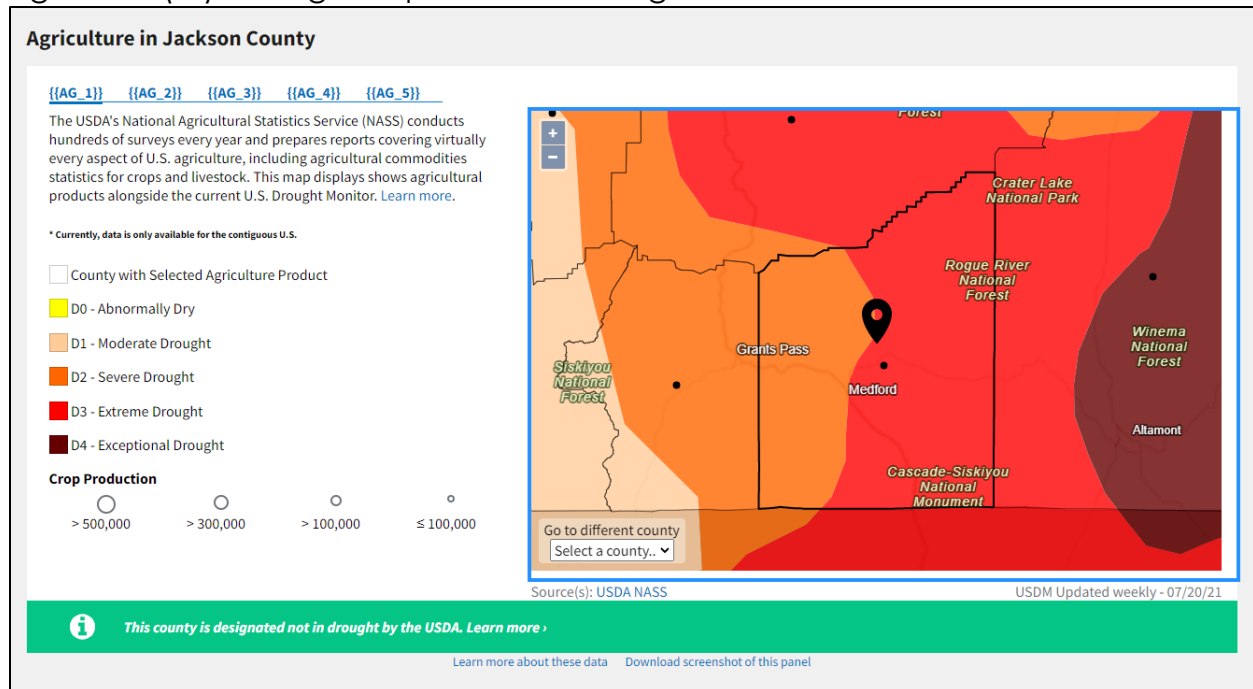 Agriculture in Jackson County
{{AG_1}} {{AG_2}} {{AG_3}} {{AG_4}} {{AG_5}}
The USDA's National Agricultural Statistics Service (NASS) conducts
hundreds of surveys every year and prepares reports covering virtually
every aspect of U.S. agriculture, including agricultural commodities
statistics for crops and livestock. This map displays shows agricultural
products alongside the current U.S. Drought Monitor. Learn more.
* Currently, data is only available for the contiguous U.S.
County with Selected Agriculture Product
D0 - Abnormally Dry
D1 - Moderate Drought
D2 - Severe Drought
D3 - Extreme Drought
D4 - Exceptional Drought
Crop Production
> 500,000 > 300,000 > 100,000 ≤ 100,000
+
−
Forest
Crater Lake
National Park
Rogue River
National
Forest
Winema
National
Forest
Grants Pass
Siskiyou
National
Forest
Medford
Altamont
Cascade-Siskiyou
National
Monument
Go to different county
Select a county..
Source(s): USDA NASS
USDM Updated weekly - 07/20/21
This county is designated not in drought by the USDA. Learn more ›
Learn more about these data Download screenshot of this panel